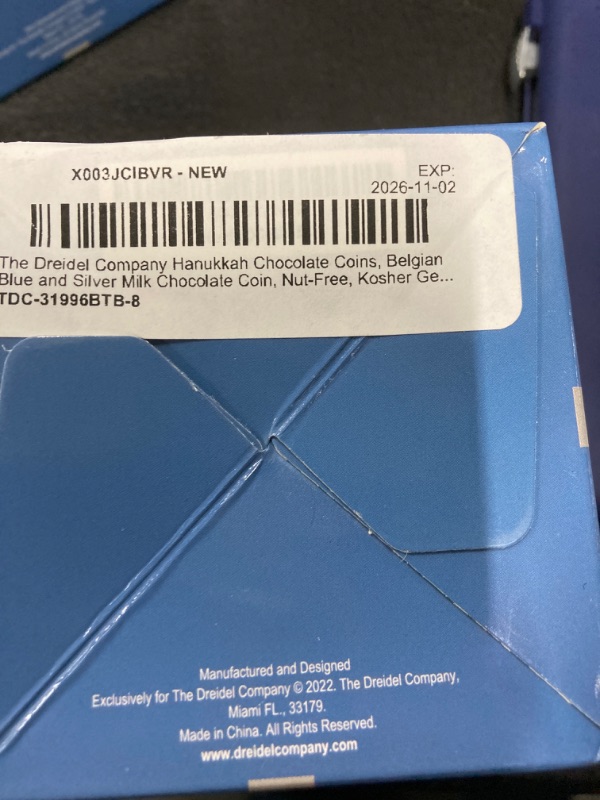 X003JCIBVR - NEW
EXP:
2026-11-02
The Dreidel Company Hanukkah Chocolate Coins, Belgian
Blue and Silver Milk Chocolate Coin, Nut-Free, Kosher Ge...
TDC-31996BTB-8
Manufactured and Designed
Exclusively for The Dreidel Company © 2022. The Dreidel Company,
Miami FL., 33179.
Made in China. All Rights Reserved.
www.dreidelcompany.com